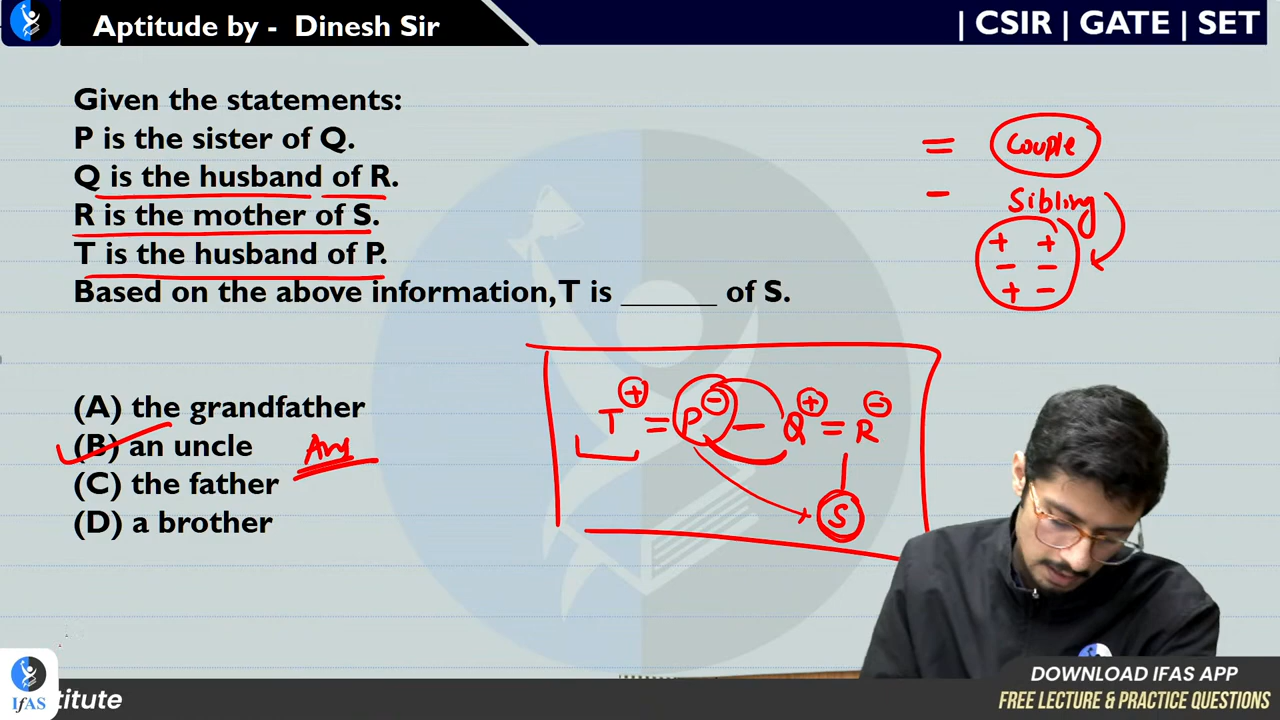 Aptitude by - Dinesh Sir
| CSIR | GATE | SET
Given the statements:
P is the sister of Q.
Q is the husband of R.
R is the mother of S.
T is the husband of P.
Based on the above information, T is ______ of S.
(A) the grandfather
(B) an uncle
Ans
(C) the father
(D) a brother
= Couple
- Sibling
+ +
- -
+ -
T + = P - - Q + = R -
S
IFAS
titute
DOWNLOAD IFAS APP
FREE LECTURE & PRACTICE QUESTIONS